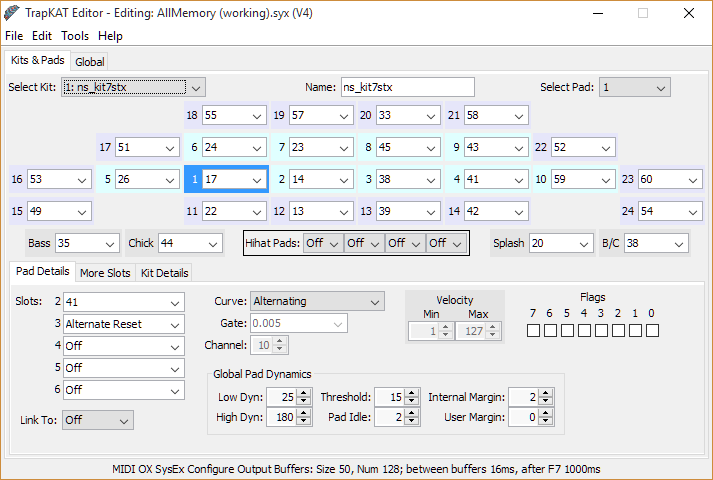 TrapKAT Editor - Editing: AllMemory (working).syx (V4)
File Edit Tools Help
Kits & Pads Global
Select Kit: 1: ns_kit7stx Name: ns_kit7stx Select Pad: 1
18 55 19 57 20 33 21 58
17 51 6 24 7 23 8 45 9 43 22 52
16 53 5 26 1 17 2 14 3 38 4 41 10 59 23 60
15 49 11 22 12 13 13 39 14 42 24 54
Bass 35 Chick 44 Hihat Pads: Off Off Off Off Splash 20 B/C 38
Pad Details More Slots Kit Details
Slots: 2 41 Curve: Alternating Velocity Flags
3 Alternate Reset Gate: 0.005 Min Max 7 6 5 4 3 2 1 0
4 Off Channel: 10 1 127
5 Off Global Pad Dynamics
6 Off Low Dyn: 25 Threshold: 15 Internal Margin: 2
Link To: Off High Dyn: 180 Pad Idle: 2 User Margin: 0
MIDI OX SysEx Configure Output Buffers: Size 50, Num 128; between buffers 16ms, after F7 1000ms